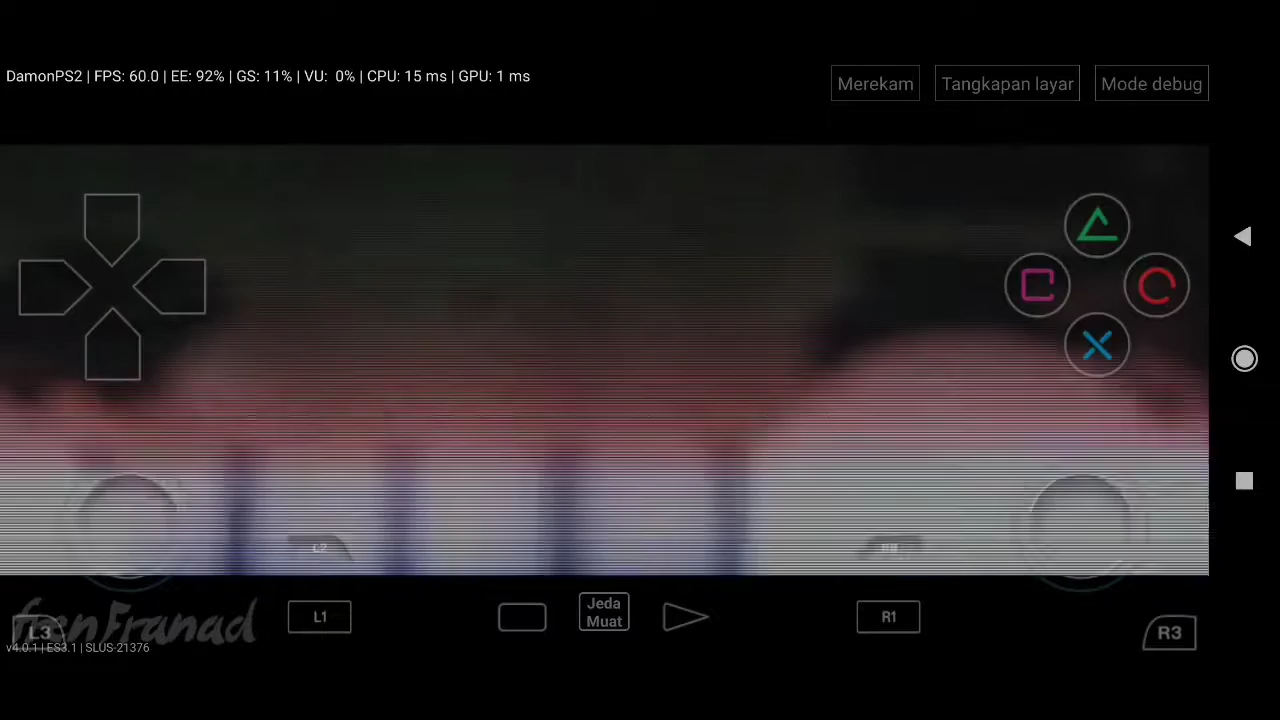 DamonPS2 | FPS: 60.0 | EE: 92% | GS: 11% | VU: 0% | CPU: 15 ms | GPU: 1 ms
Merekam
Tangkapan layar
Mode debug
L2
L1
Jeda
Muat
R1
L3
R3
v4.0.1 | ES3.1 | SLUS-21376